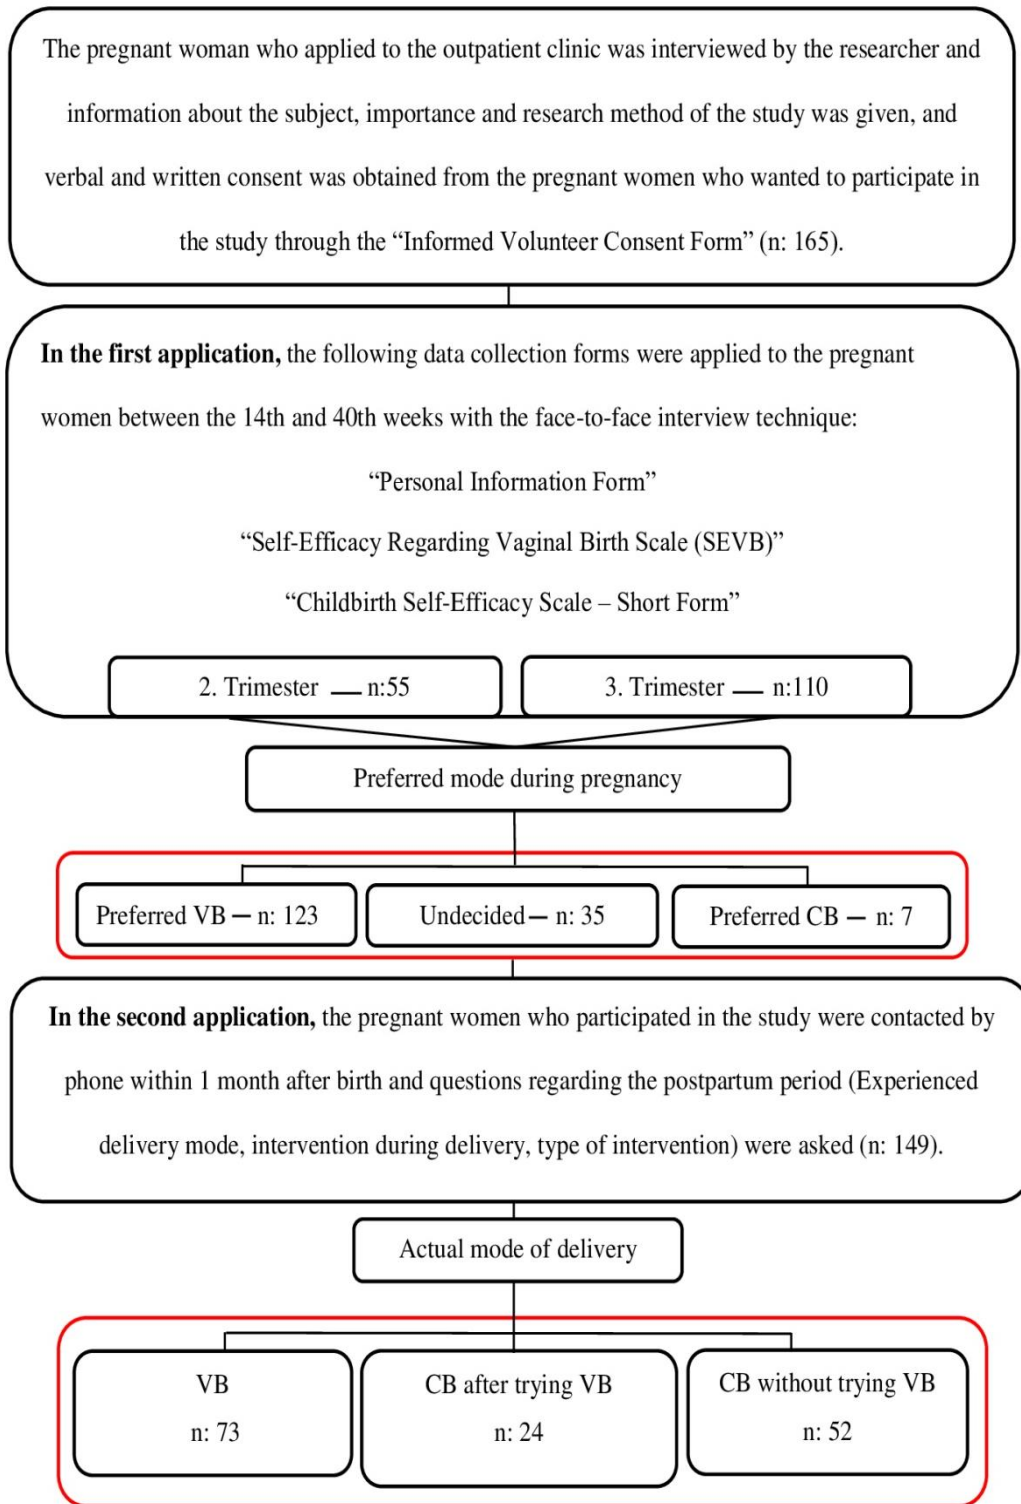 The pregnant woman who applied to the outpatient clinic was interviewed by the researcher and
information about the subject, importance and research method of the study was given, and
verbal and written consent was obtained from the pregnant women who wanted to participate in
the study through the “Informed Volunteer Consent Form” (n: 165).
In the first application, the following data collection forms were applied to the pregnant
women between the 14th and 40th weeks with the face-to-face interview technique:
“Personal Information Form”
“Self-Efficacy Regarding Vaginal Birth Scale (SEVB)”
“Childbirth Self-Efficacy Scale – Short Form”
2. Trimester — n:55
3. Trimester — n:110
Preferred mode during pregnancy
Preferred VB – n: 123
Undecided – n: 35
Preferred CB – n: 7
In the second application, the pregnant women who participated in the study were contacted by
phone within 1 month after birth and questions regarding the postpartum period (Experienced
delivery mode, intervention during delivery, type of intervention) were asked (n: 149).
Actual mode of delivery
VB
n: 73
CB after trying VB
n: 24
CB without trying VB
n: 52